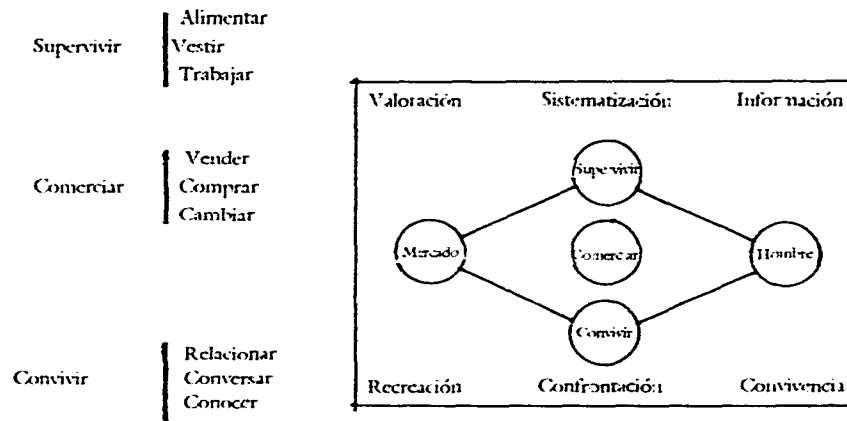 Supervivir
Alimentar
Vestir
Trabajar
Comerciar
Vender
Comprar
Cambiar
Convivir
Relacionar
Conversar
Conocer
Valoración Sistematización Información
Supervivir
Mercado Comerciar Hombre
Convivir
Recreación Confrontación Convivencia